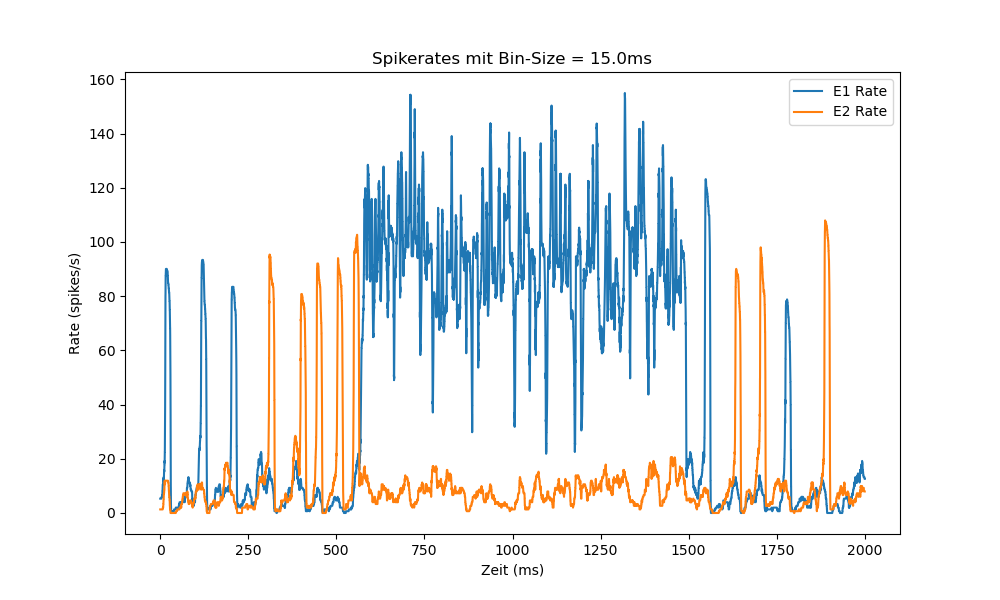 Spikerates mit Bin-Size = 15.0ms
E1 Rate
E2 Rate
160
140
120
100
80
60
40
20
0
Rate (spikes/s)
0 250 500 750 1000 1250 1500 1750 2000
Zeit (ms)